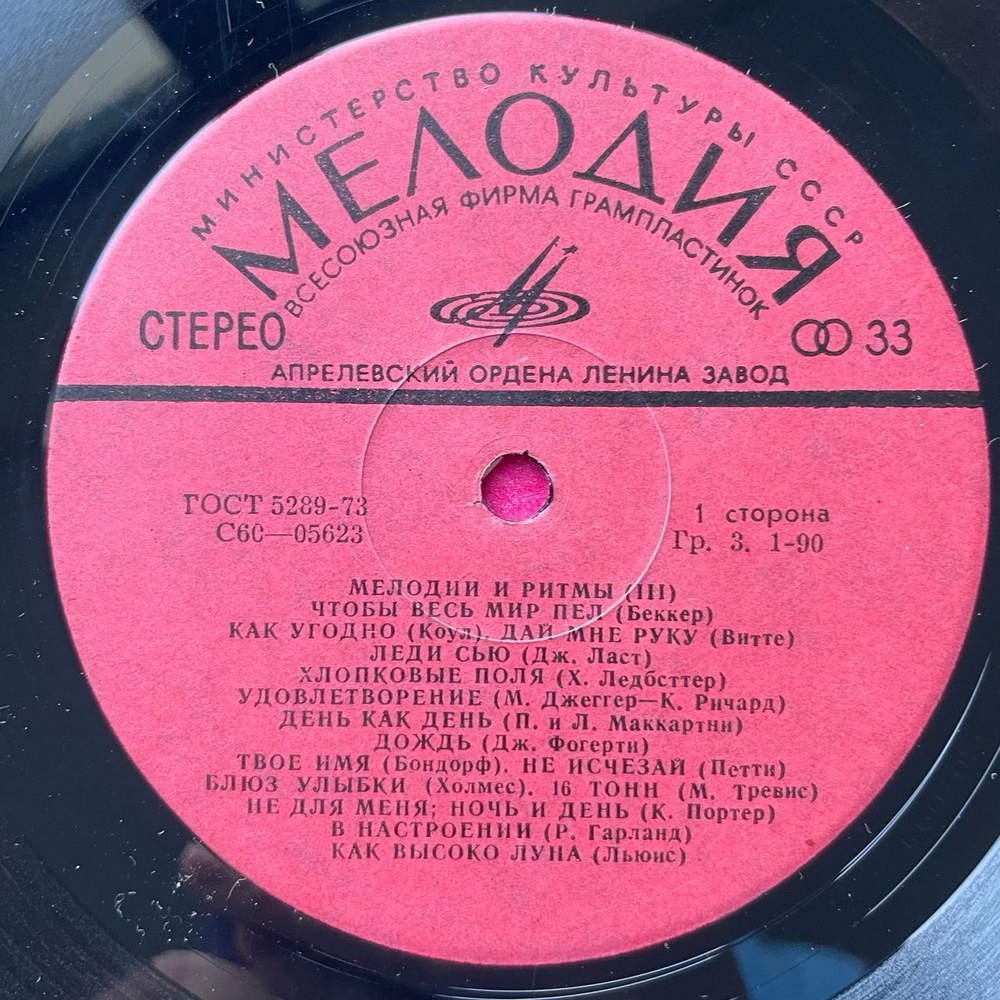 МИНИСТЕРСТВО КУЛЬТУРЫ СССР
МЕЛОДИЯ
ВСЕСОЮЗНАЯ ФИРМА ГРАМПЛАСТИНОК
СТЕРЕО
33
АПРЕЛЕВСКИЙ ОРДЕНА ЛЕНИНА ЗАВОД
ГОСТ 5289-73
С60—05623
1 сторона
Гр. 3. 1-90
МЕЛОДИИ И РИТМЫ (III)
ЧТОБЫ ВЕСЬ МИР ПЕЛ (Беккер)
КАК УГОДНО (Коул). ДАЙ МНЕ РУКУ (Витте)
ЛЕДИ СЬЮ (Дж. Ласт)
ХЛОПКОВЫЕ ПОЛЯ (Х. Ледбсттер)
УДОВЛЕТВОРЕНИЕ (М. Джеггер—К. Ричард)
ДЕНЬ КАК ДЕНЬ (П. и Л. Маккартни)
ДОЖДЬ (Дж. Фогерти)
ТВОЕ ИМЯ (Бондорф). НЕ ИСЧЕЗАЙ (Петти)
БЛЮЗ УЛЫБКИ (Холмес). 16 ТОНН (М. Тревис)
НЕ ДЛЯ МЕНЯ; НОЧЬ И ДЕНЬ (К. Портер)
В НАСТРОЕНИИ (Р. Гарланд)
КАК ВЫСОКО ЛУНА (Льюис)